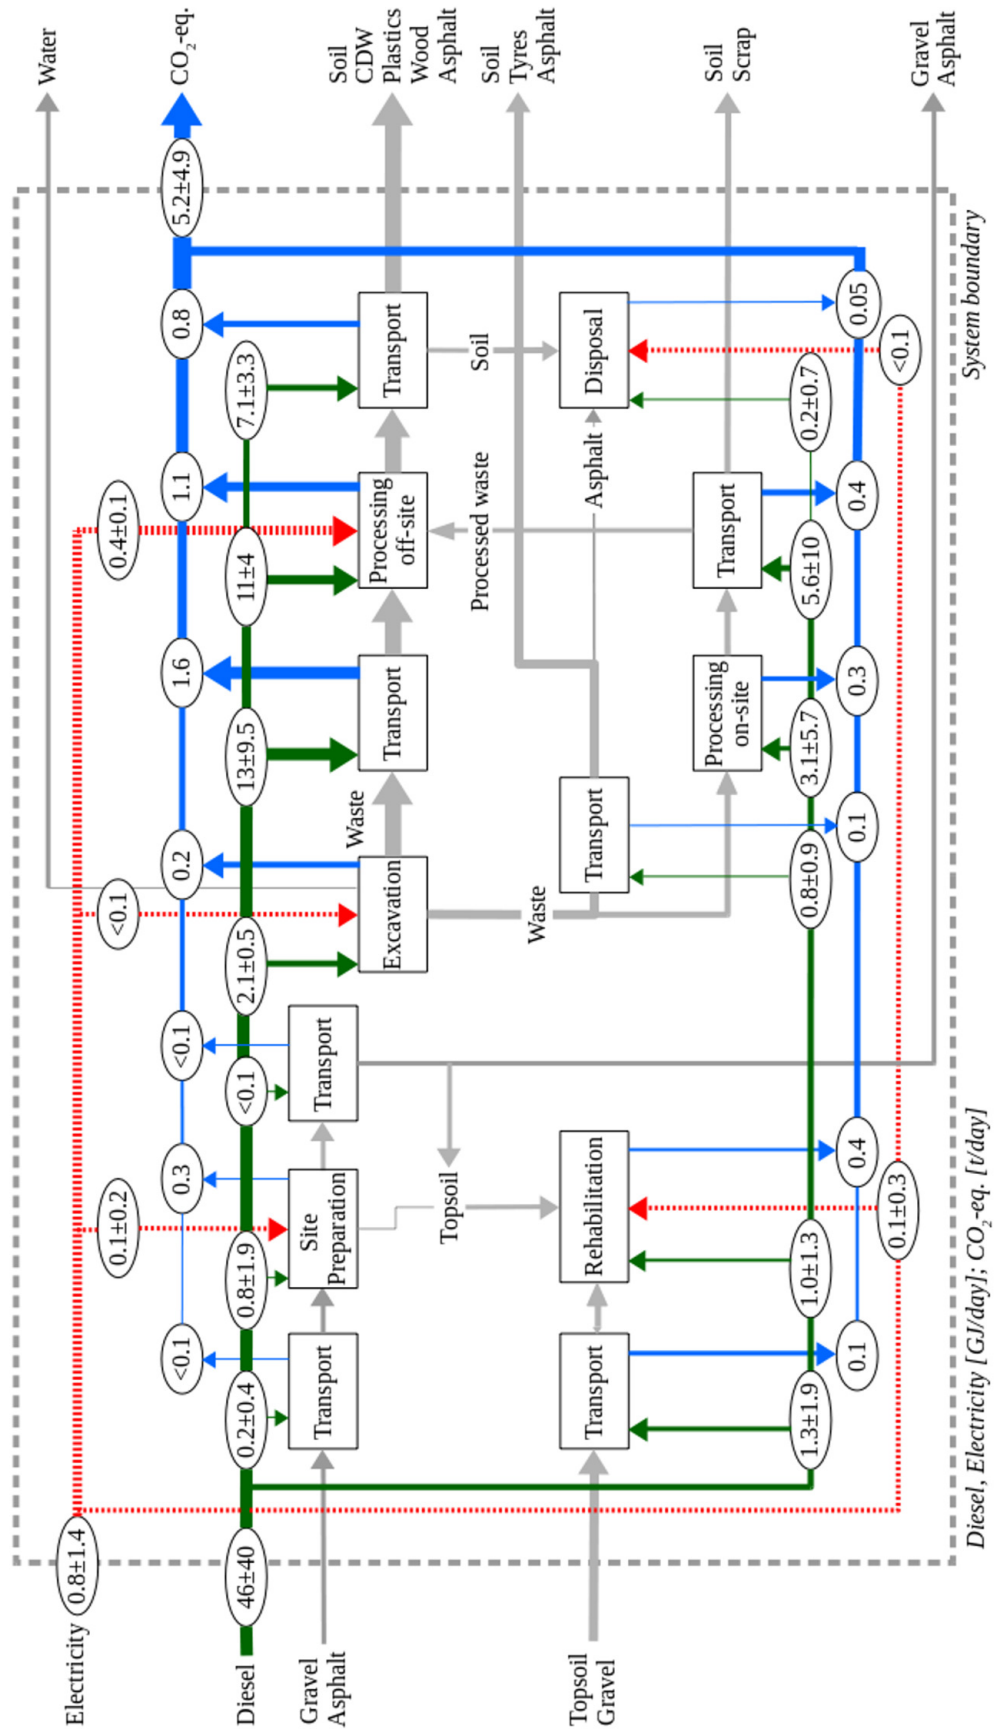 Electricity
0.8±1.4
0.1±0.2
<0.1
0.4±0.1
Water
<0.1
0.3
<0.1
0.2
1.6
1.1
0.8
5.2±4.9
CO₂-eq.
Diesel
46±40
0.2±0.4
0.8±1.9
<0.1
2.1±0.5
13±9.5
11±4
7.1±3.3
Gravel
Asphalt
Transport
Site
Preparation
Transport
Excavation
Waste
Transport
Processing
off-site
Transport
Soil
CDW
Plastics
Wood
Asphalt
Topsoil
Waste
Processed waste
Soil
Soil
Tyres
Asphalt
Topsoil
Gravel
Transport
Rehabilitation
Transport
Asphalt
Disposal
Processing
on-site
Transport
Soil
Scrap
1.3±1.9
1.0±1.3
0.8±0.9
3.1±5.7
5.6±10
0.2±0.7
0.1
0.4
0.1
0.3
0.4
0.05
0.1±0.3
<0.1
Gravel
Asphalt
Diesel, Electricity [GJ/day]; CO₂-eq. [t/day]
System boundary